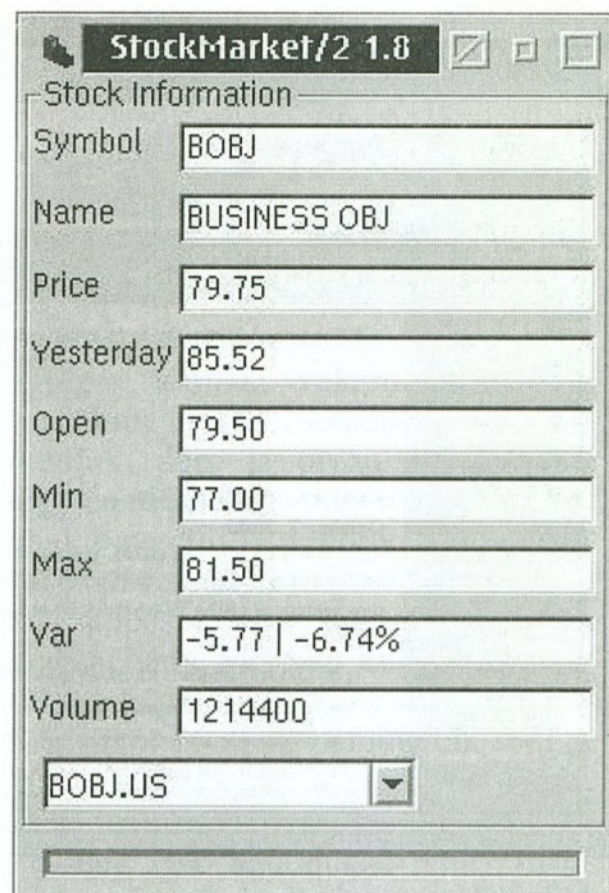 StockMarket/2 1.8
Stock Information
Symbol BOBJ
Name BUSINESS OBJ
Price 79.75
Yesterday 85.52
Open 79.50
Min 77.00
Max 81.50
Var -5.77 | -6.74%
Volume 1214400
BOBJ.US